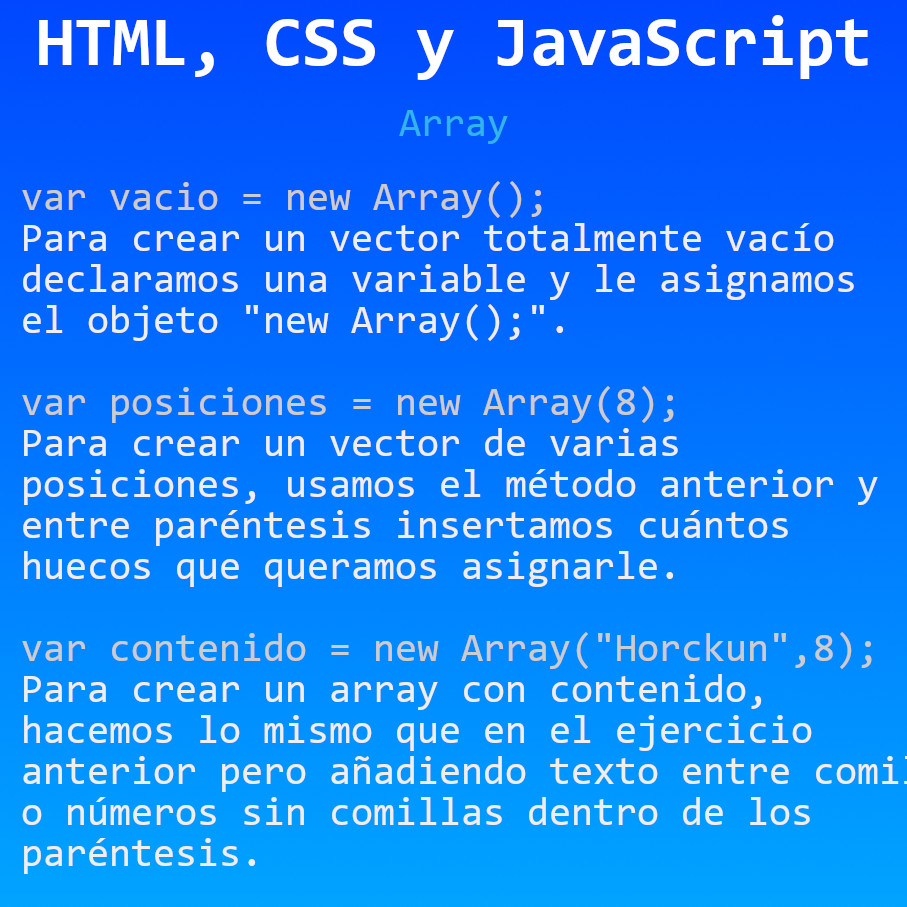 HTML, CSS y JavaScript
Array
var vacio = new Array();
Para crear un vector totalmente vacío
declaramos una variable y le asignamos
el objeto "new Array();".
var posiciones = new Array(8);
Para crear un vector de varias
posiciones, usamos el método anterior y
entre paréntesis insertamos cuántos
huecos que queramos asignarle.
var contenido = new Array("Horckun",8);
Para crear un array con contenido,
hacemos lo mismo que en el ejercicio
anterior pero añadiendo texto entre
o números sin comillas dentro de los
paréntesis.